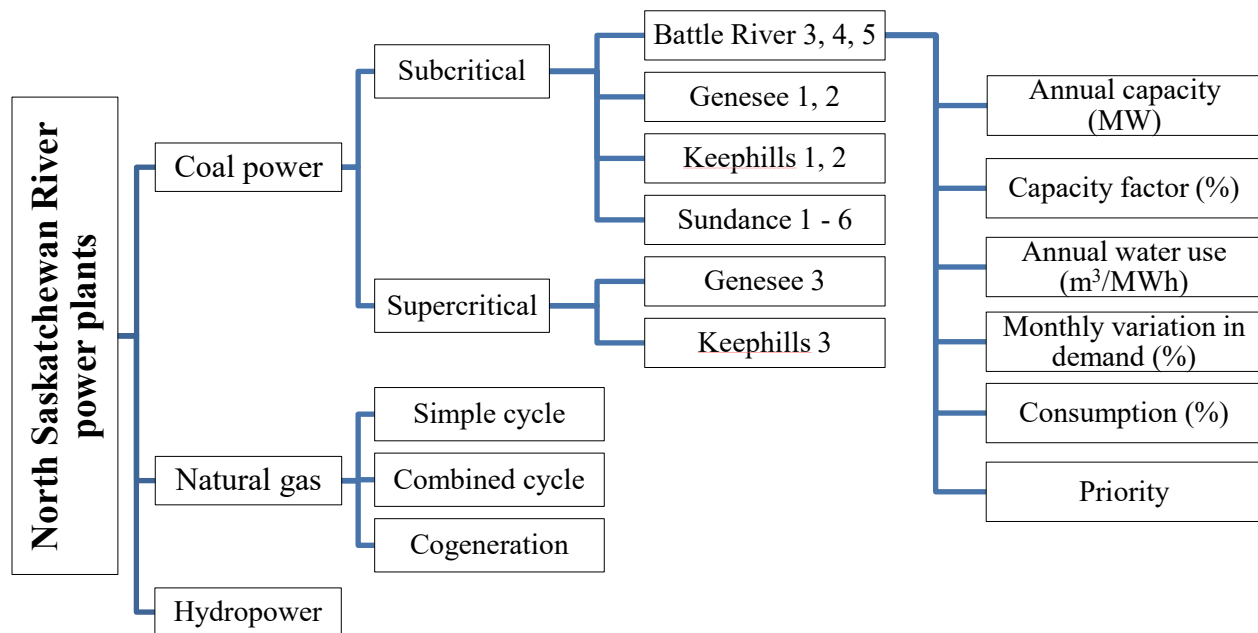 North Saskatchewan River
power plants
Coal power
Natural gas
Hydropower
Subcritical
Supercritical
Simple cycle
Combined cycle
Cogeneration
Battle River 3, 4, 5
Genesee 1, 2
Keephills 1, 2
Sundance 1 - 6
Genesee 3
Keephills 3
Annual capacity
(MW)
Capacity factor (%)
Annual water use
(m³/MWh)
Monthly variation in
demand (%)
Consumption (%)
Priority